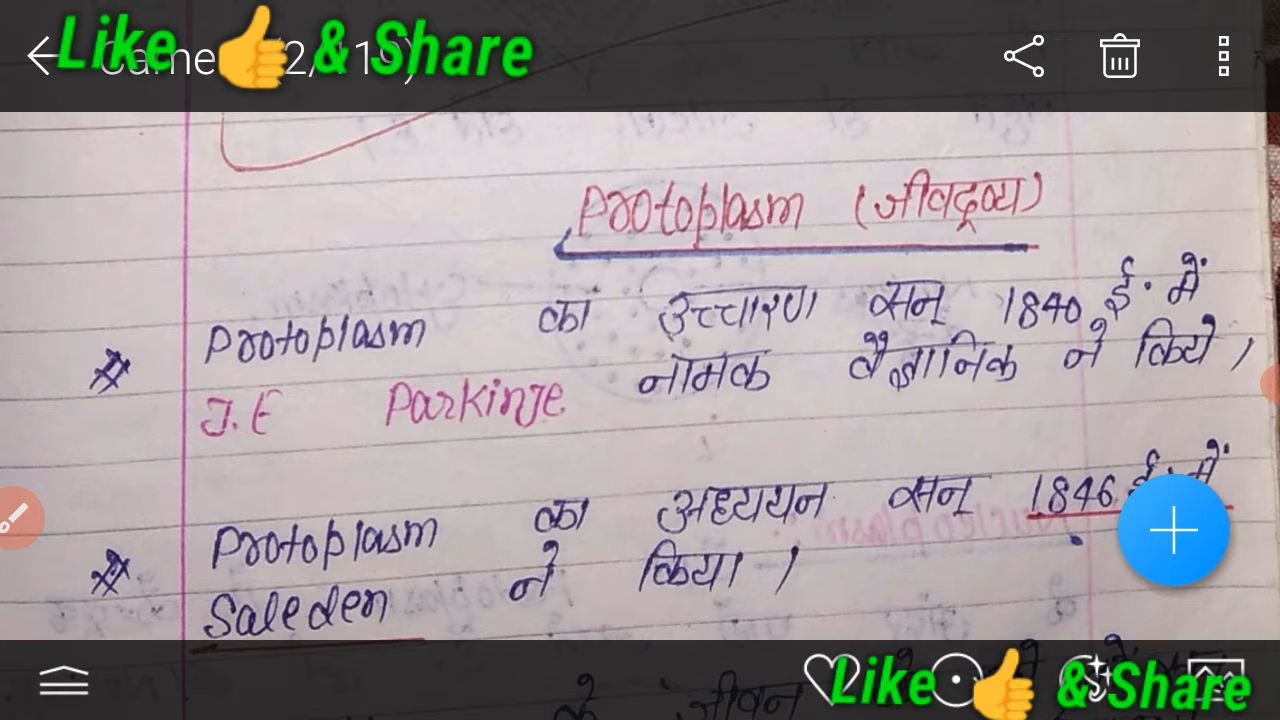 Like 👍 & Share
Protoplasm (जीवद्रव्य)
Protoplasm का उच्चारण सन् 1840 ई. में
J.E Parkinje नामक वैज्ञानिक ने किये।
Protoplasm का अध्ययन सन् 1846 ई. में
Saleden ने किया।
के जीवन
Like 👍 & Share